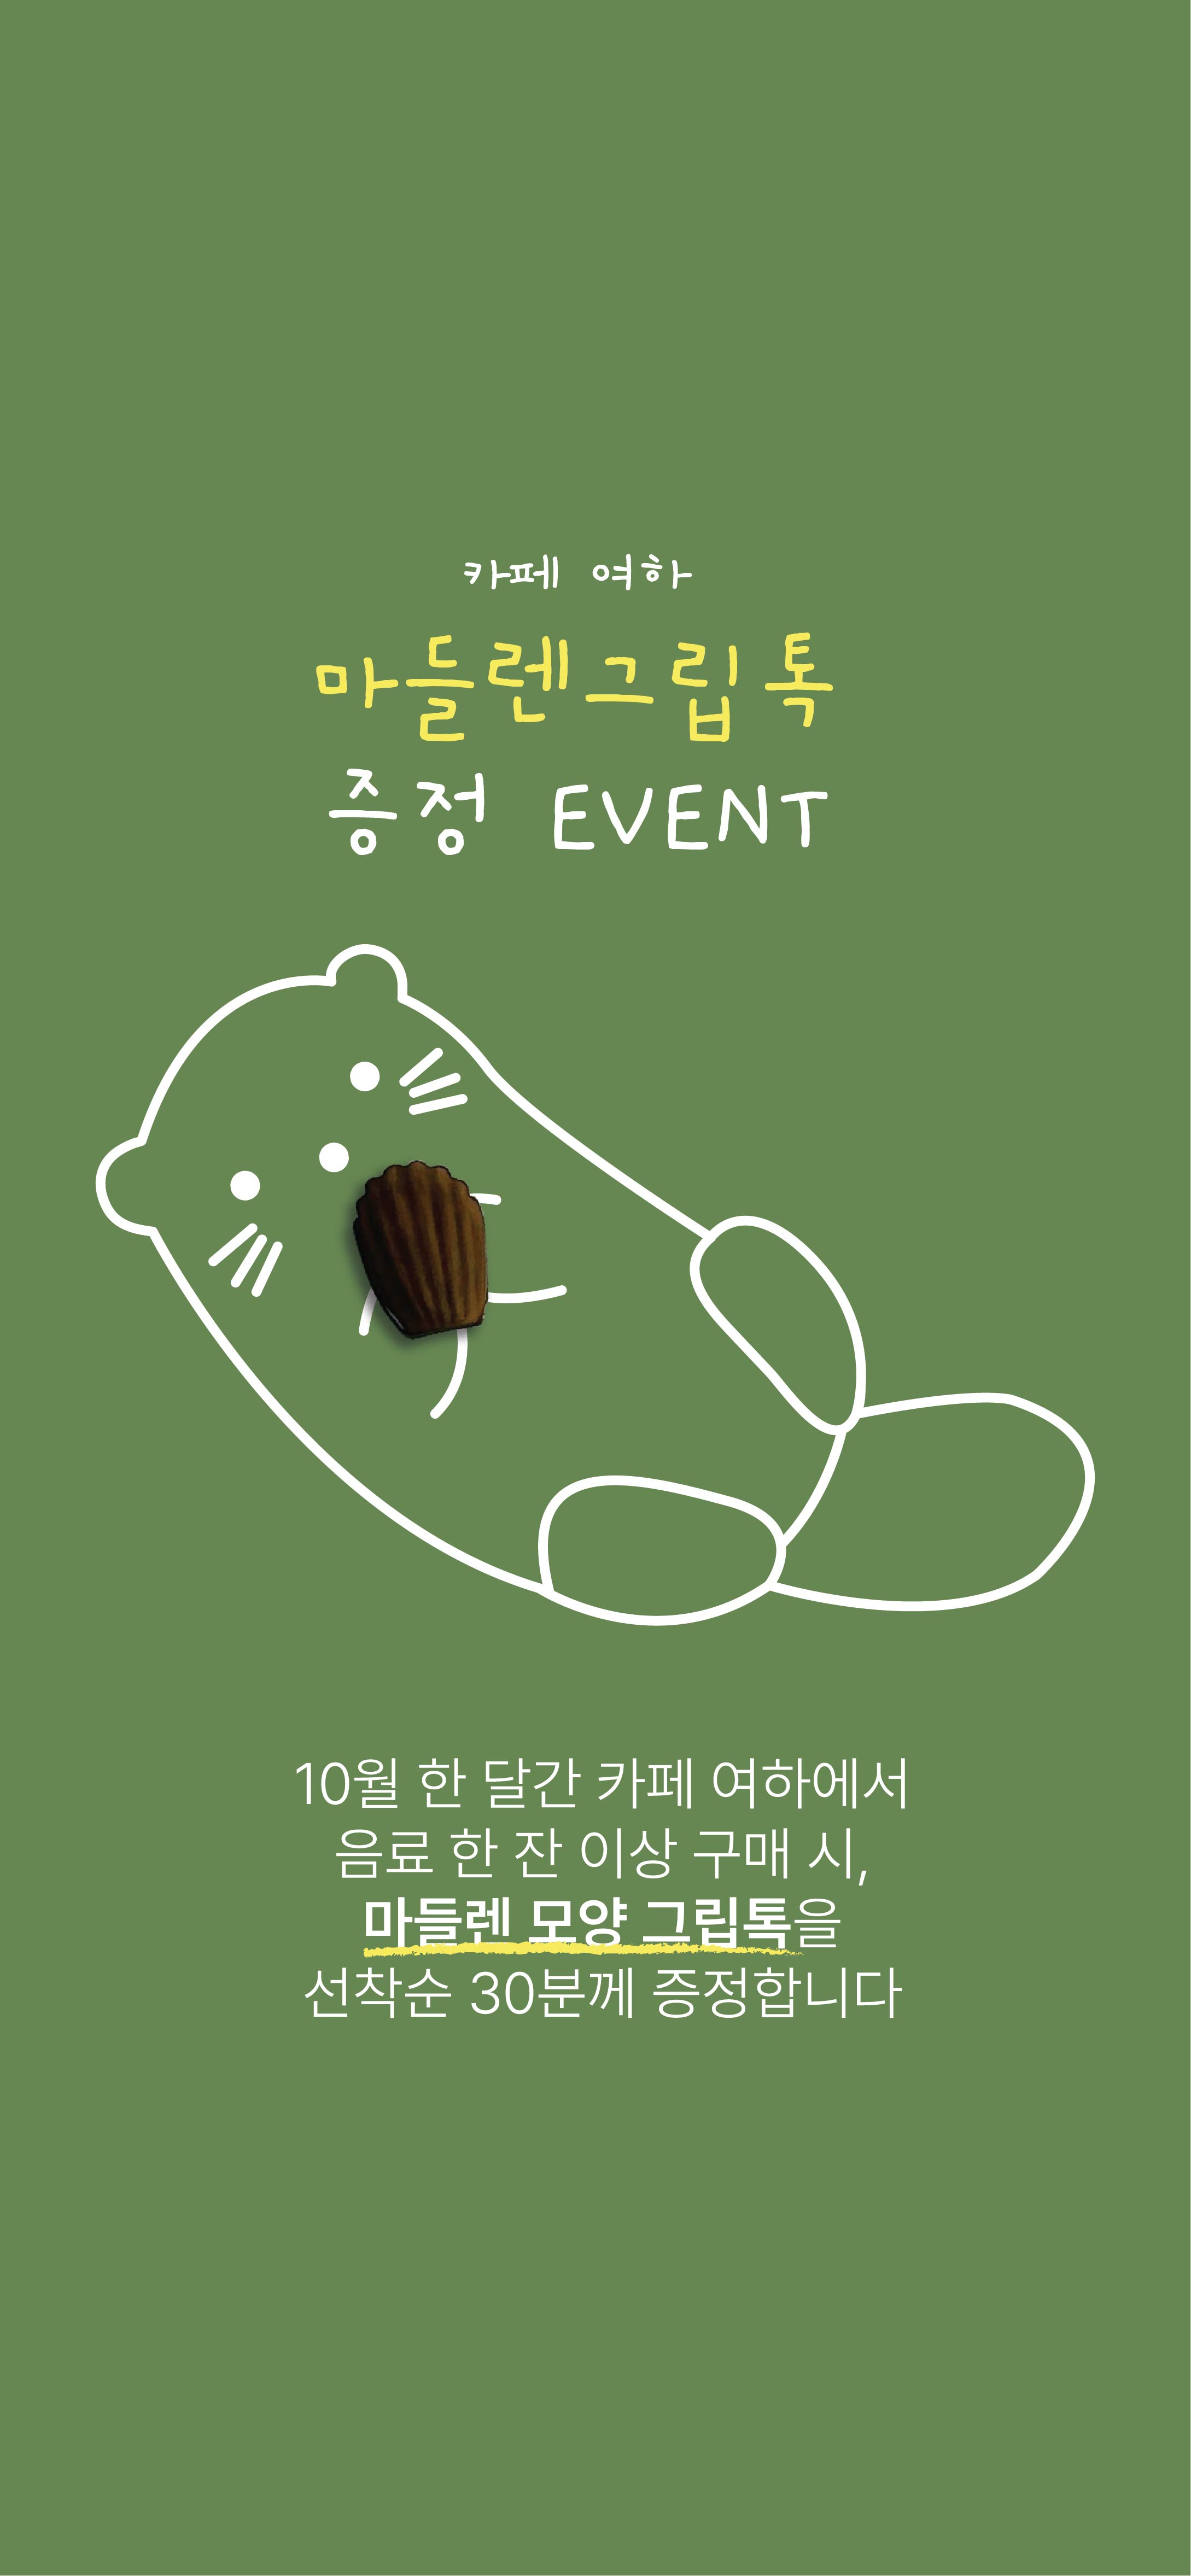 카페 여하
마들렌그립톡
증정 EVENT
10월 한 달간 카페 여하에서
음료 한 잔 이상 구매 시,
마들렌 모양 그립톡을
선착순 30분께 증정합니다